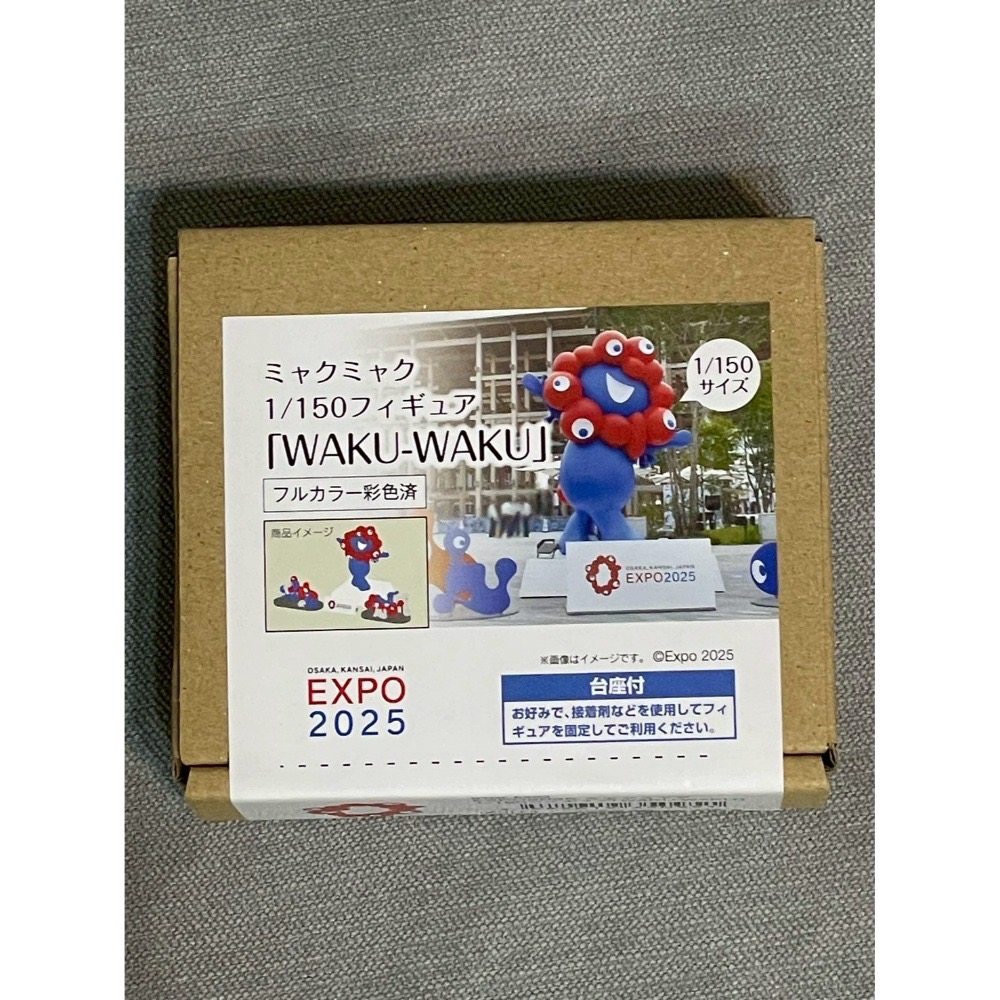 ミャクミャク
1/150フィギュア
「WAKU-WAKU」
フルカラー彩色済
商品イメージ
1/150
サイズ
OSAKA, KANSAI, JAPAN
EXPO2025
※画像はイメージです。 ©Expo 2025
OSAKA, KANSAI, JAPAN
EXPO
2025
台座付
お好みで、接着剤などを使用してフィ
ギュアを固定してご利用ください。